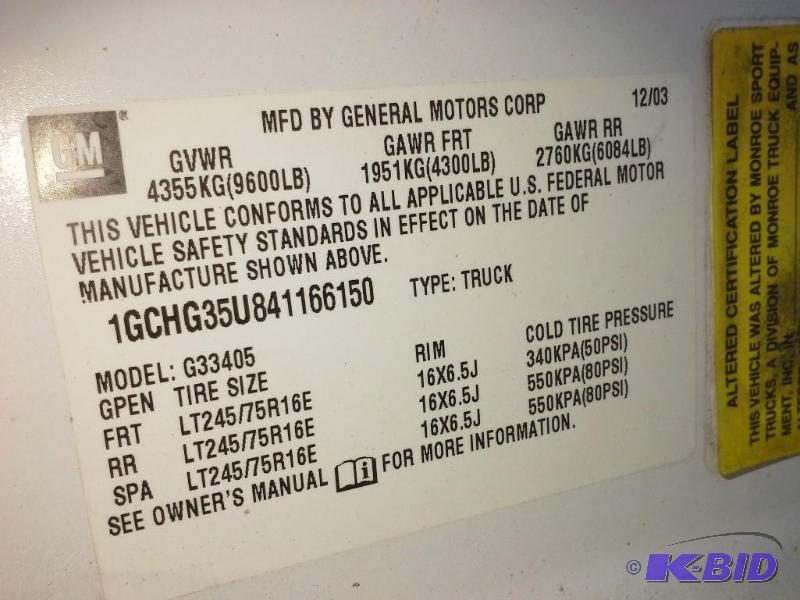 GM®
MFD BY GENERAL MOTORS CORP 12/03
GVWR GAWR FRT GAWR RR
4355KG(9600LB) 1951KG(4300LB) 2760KG(6084LB)
THIS VEHICLE CONFORMS TO ALL APPLICABLE U.S. FEDERAL MOTOR
VEHICLE SAFETY STANDARDS IN EFFECT ON THE DATE OF
MANUFACTURE SHOWN ABOVE.
1GCHG35U841166150 TYPE: TRUCK
MODEL: G33405
GPEN TIRE SIZE RIM COLD TIRE PRESSURE
FRT LT245/75R16E 16X6.5J 340KPA(50PSI)
RR LT245/75R16E 16X6.5J 550KPA(80PSI)
SPA LT245/75R16E 16X6.5J 550KPA(80PSI)
SEE OWNER'S MANUAL FOR MORE INFORMATION.
ALTERED CERTIFICATION LABEL
THIS VEHICLE WAS ALTERED BY MONROE SPORT
TRUCKS, A DIVISION OF MONROE TRUCK EQUIP-
MENT, INC. IN AND AS
© K-BID